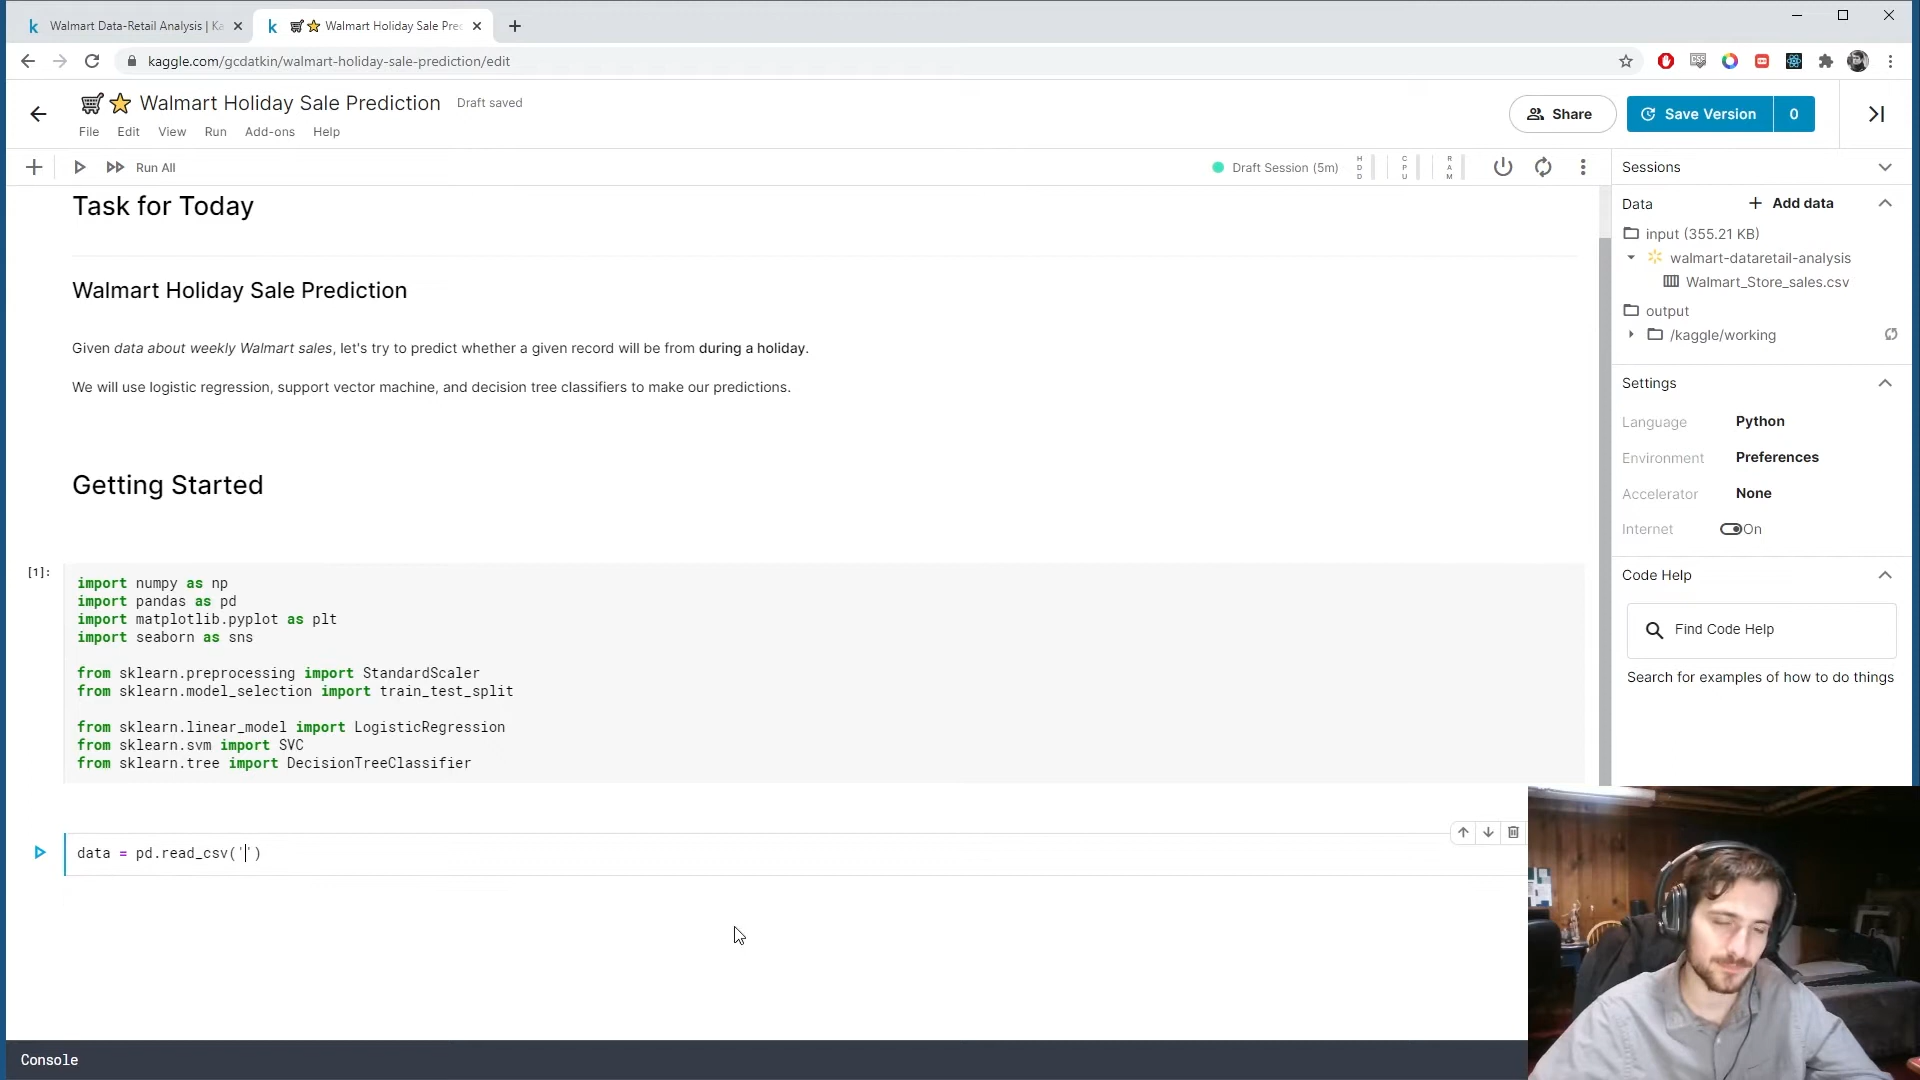 Walmart Data-Retail Analysis | Ka
Walmart Holiday Sale Prec
kaggle.com/gcdatkin/walmart-holiday-sale-prediction/edit
Walmart Holiday Sale Prediction
Draft saved
File Edit View Run Add-ons Help
Share
Save Version 0
Run All
Draft Session (5m)
HDD
CPU
RAM
Task for Today
Walmart Holiday Sale Prediction
Given data about weekly Walmart sales, let's try to predict whether a given record will be from during a holiday.
We will use logistic regression, support vector machine, and decision tree classifiers to make our predictions.
Getting Started
[1]:
import numpy as np
import pandas as pd
import matplotlib.pyplot as plt
import seaborn as sns
from sklearn.preprocessing import StandardScaler
from sklearn.model_selection import train_test_split
from sklearn.linear_model import LogisticRegression
from sklearn.svm import SVC
from sklearn.tree import DecisionTreeClassifier
data = pd.read_csv('')
Console
Sessions
Data
+ Add data
input (355.21 KB)
walmart-dataretail-analysis
Walmart_Store_sales.csv
output
/kaggle/working
Settings
Language Python
Environment Preferences
Accelerator None
Internet On
Code Help
Find Code Help
Search for examples of how to do things